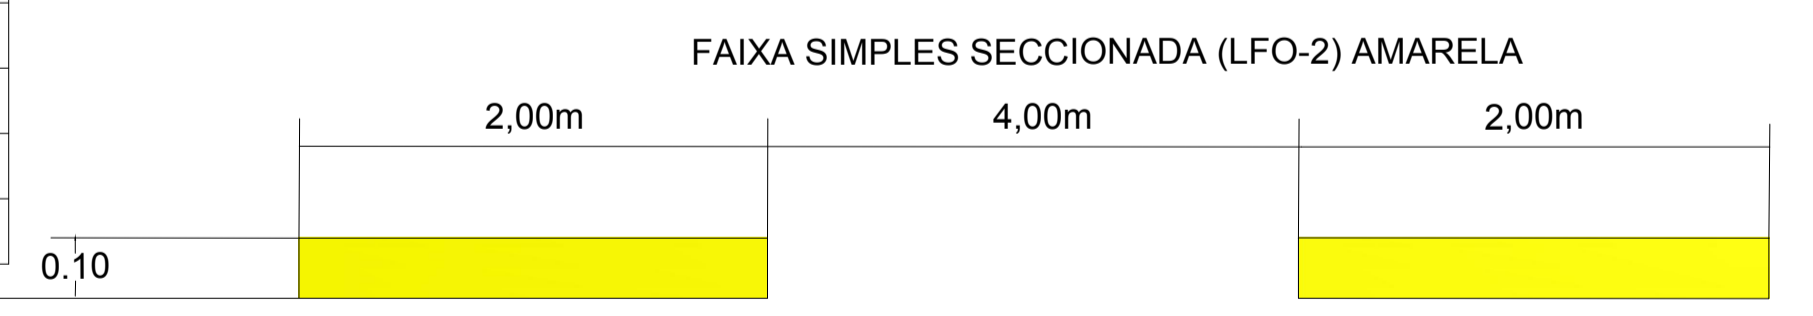 FAIXA SIMPLES SECCIONADA (LFO-2) AMARELA
2,00m 4,00m 2,00m
0.10